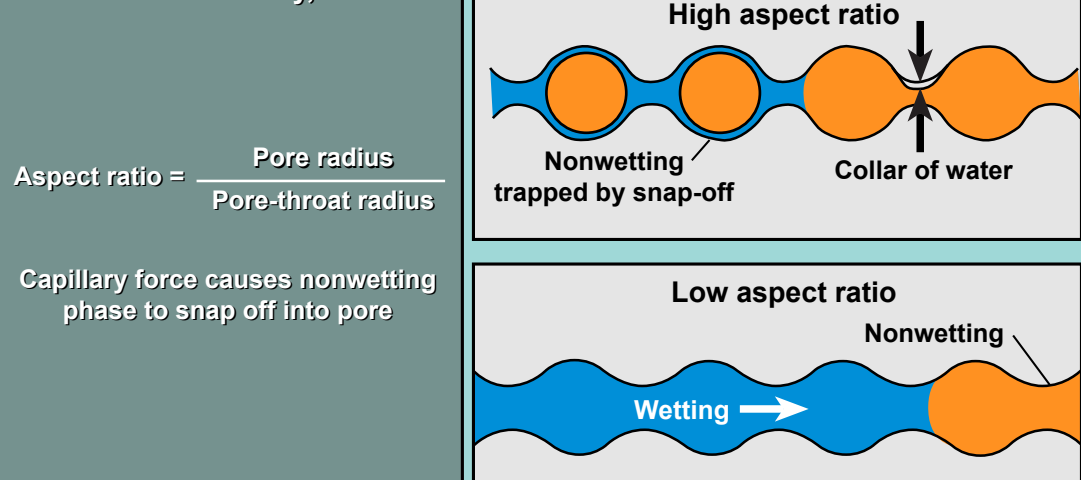 Aspect ratio = Pore radius
Pore-throat radius
Capillary force causes nonwetting
phase to snap off into pore
High aspect ratio
Nonwetting
trapped by snap-off
Collar of water
Low aspect ratio
Nonwetting
Wetting